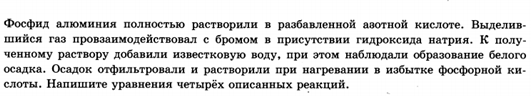 Фосфид алюминия полностью растворили в разбавленной азотной кислоте. Выделив-
шийся газ провзаимодействовал с бромом в присутствии гидроксида натрия. К полу-
ченному раствору добавили известковую воду, при этом наблюдали образование белого
осадка. Осадок отфильтровали и растворили при нагревании в избытке фосфорной ки-
слоты. Напишите уравнения четырёх описанных реакций.